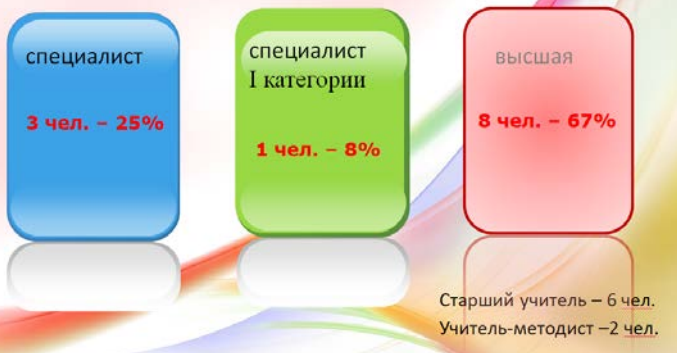 специалист
3 чел. – 25%
специалист
I категории
1 чел. – 8%
высшая
8 чел. – 67%
Старший учитель – 6 чел.
Учитель-методист –2 чел.